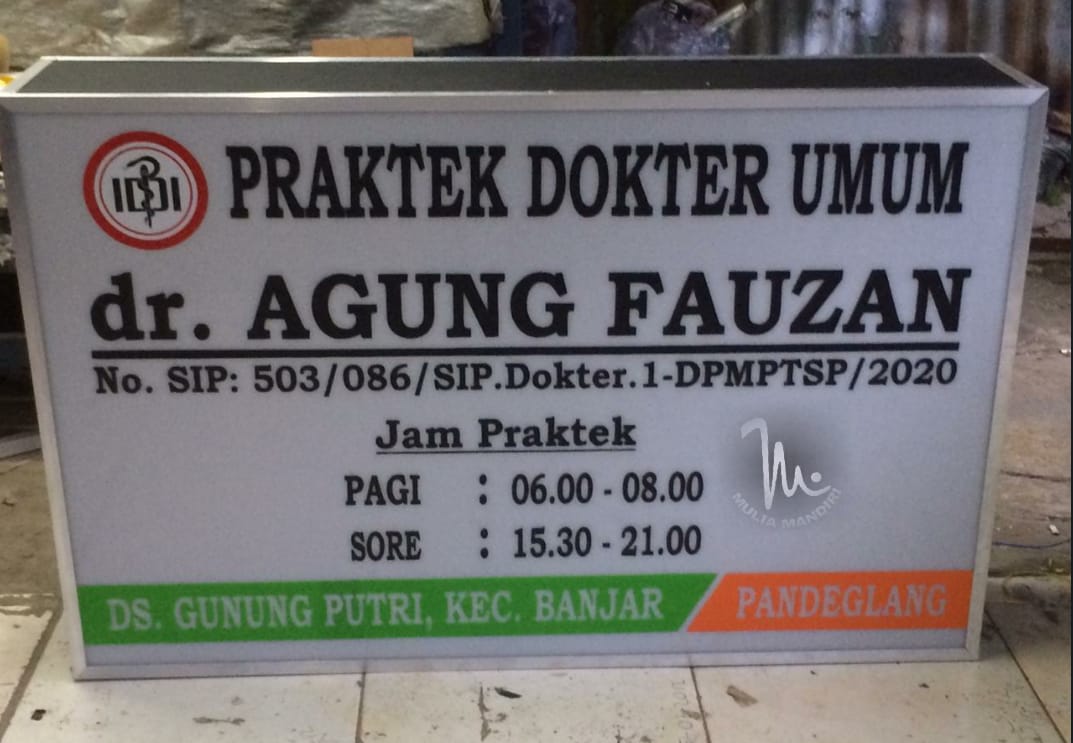 IDI
PRAKTEK DOKTER UMUM
dr. AGUNG FAUZAN
No. SIP: 503/086/SIP.Dokter.1-DPMPTSP/2020
Jam Praktek
PAGI : 06.00 - 08.00
SORE : 15.30 - 21.00
m.
MULIA MANDIRI
DS. GUNUNG PUTRI, KEC. BANJAR PANDEGLANG